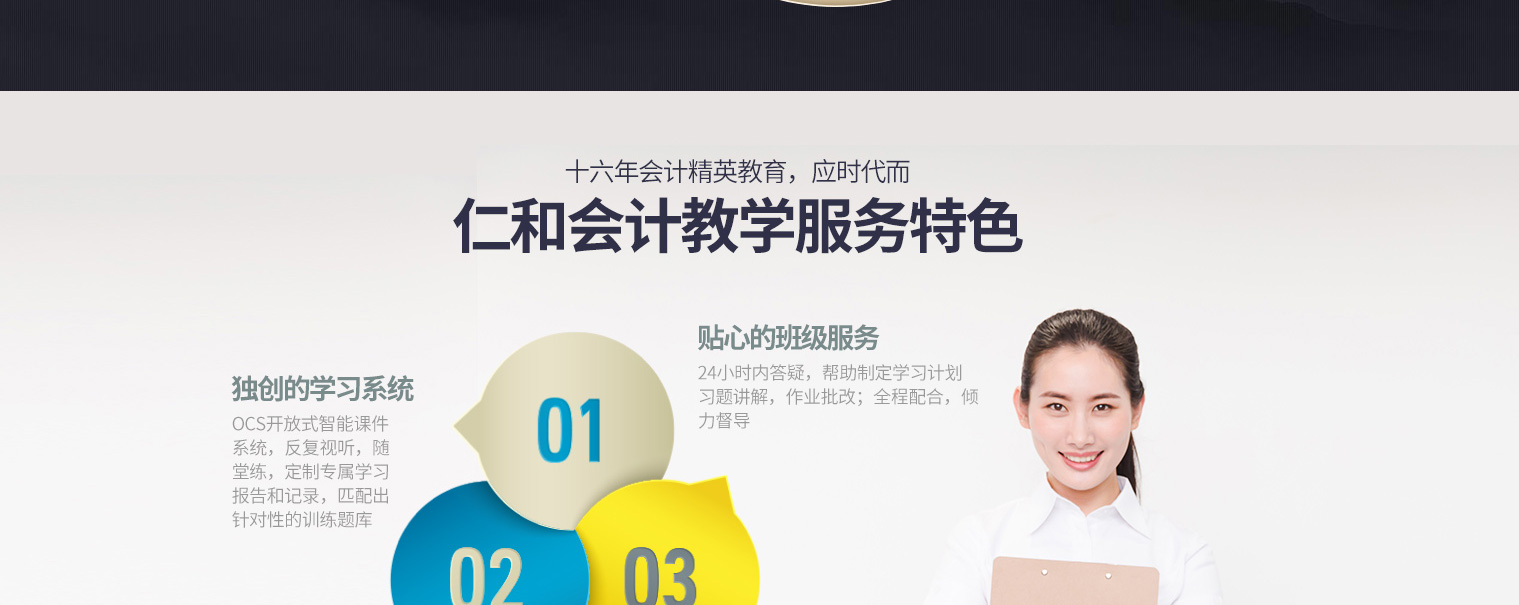 十六年会计精英教育，应时代而
仁和会计教学服务特色
独创的学习系统
OCS开放式智能课件
系统，反复视听，随
堂练，定制专属学习
报告和记录，匹配出
针对性的训练题库
01
贴心的班级服务
24小时内答疑，帮助制定学习计划
习题讲解，作业批改；全程配合，倾
力督导
02
03